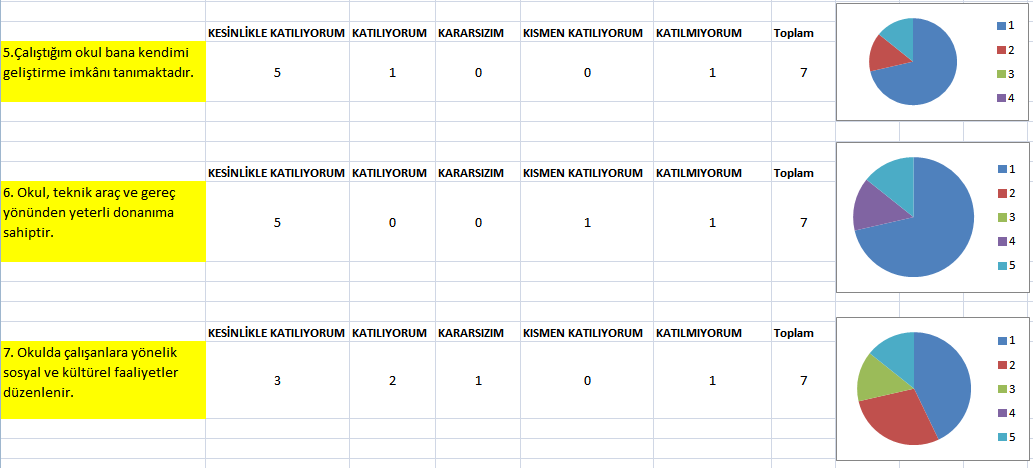 KESİNLİKLE KATILIYORUM KATILIYORUM KARARSIZIM KISMEN KATILIYORUM KATILMIYORUM Toplam
5.Çalıştığım okul bana kendimi
geliştirme imkânı tanımaktadır.
5 1 0 0 1 7
1
2
3
4
KESİNLİKLE KATILIYORUM KATILIYORUM KARARSIZIM KISMEN KATILIYORUM KATILMIYORUM Toplam
6. Okul, teknik araç ve gereç
yönünden yeterli donanıma
sahiptir.
5 0 0 1 1 7
1
2
3
4
5
KESİNLİKLE KATILIYORUM KATILIYORUM KARARSIZIM KISMEN KATILIYORUM KATILMIYORUM Toplam
7. Okulda çalışanlara yönelik
sosyal ve kültürel faaliyetler
düzenlenir.
3 2 1 0 1 7
1
2
3
4
5